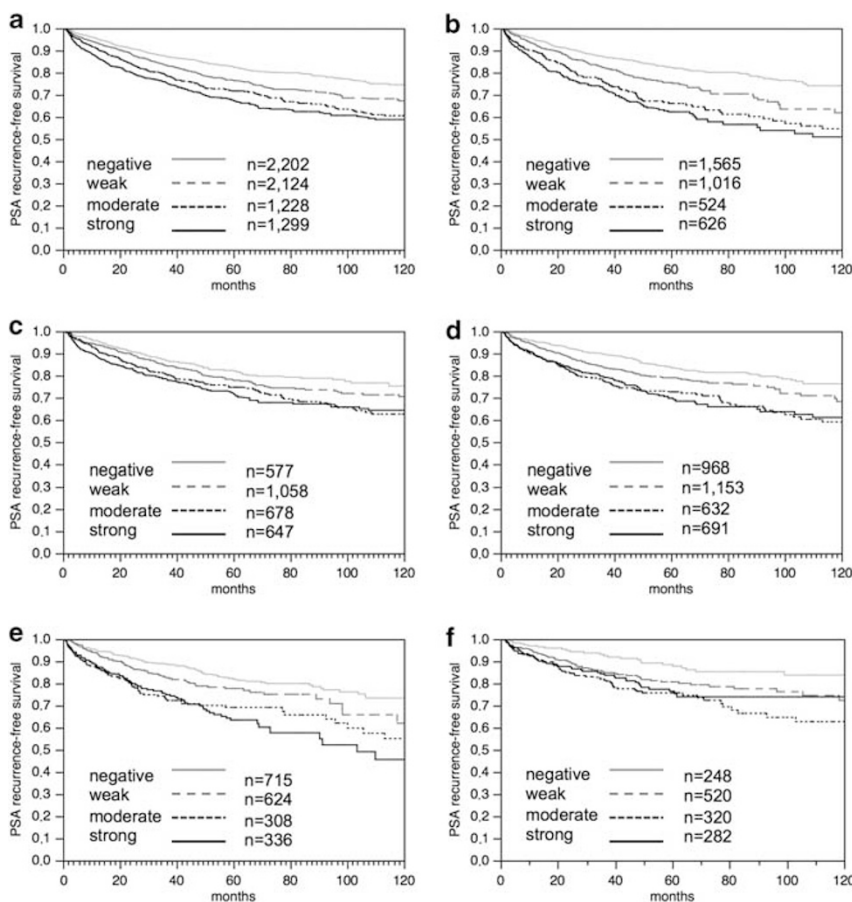 a
PSA recurrence-free survival
1.0
0.9
0.8
0.7
0.6
0.5
0.4
0.3
0.2
0.1
0.0
negative n=2,202
weak n=2,124
moderate n=1,228
strong n=1,299
0 20 40 60 80 100 120
months
b
PSA recurrence-free survival
1.0
0.9
0.8
0.7
0.6
0.5
0.4
0,3
0,2
0,1
0,0
negative n=1,565
weak n=1,016
moderate n=524
strong n=626
0 20 40 60 80 100 120
months
c
PSA recurrence-free survival
1.0
0.9
0.8
0.7
0.6
0.5
0.4
0,3
0,2
0,1
0,0
negative n=577
weak n=1,058
moderate n=678
strong n=647
0 20 40 60 80 100 120
months
d
PSA recurrence-free survival
1.0
0.9
0.8
0.7
0.6
0.5
0.4
0,3
0,2
0,1
0,0
negative n=968
weak n=1,153
moderate n=632
strong n=691
0 20 40 60 80 100 120
months
e
PSA recurrence-free survival
1.0
0.9
0.8
0.7
0.6
0.5
0.4
0,3
0,2
0,1
0,0
negative n=715
weak n=624
moderate n=308
strong n=336
0 20 40 60 80 100 120
months
f
PSA recurrence-free survival
1.0
0.9
0.8
0.7
0.6
0.5
0.4
0,3
0,2
0,1
0,0
negative n=248
weak n=520
moderate n=320
strong n=282
0 20 40 60 80 100 120
months